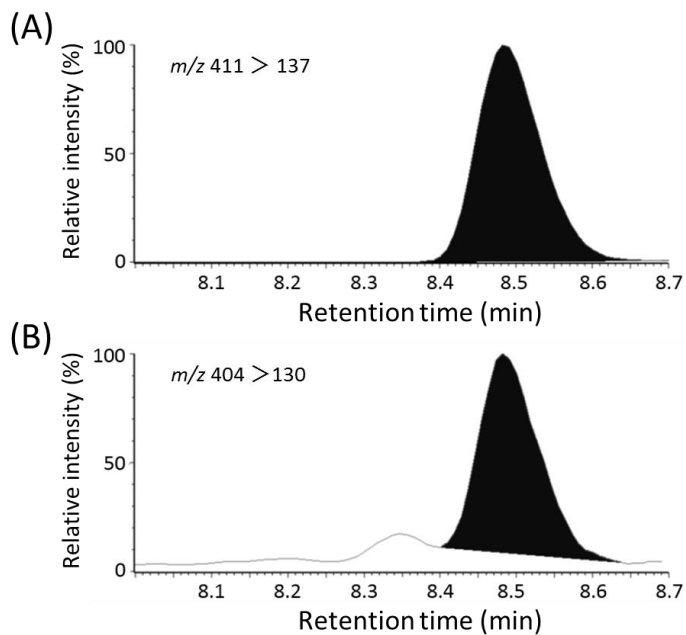 (A)
Relative intensity (%)
m/z 411 > 137
100
50
0
8.1 8.2 8.3 8.4 8.5 8.6 8.7
Retention time (min)
(B)
Relative intensity (%)
m/z 404 >130
100
50
0
8.1 8.2 8.3 8.4 8.5 8.6 8.7
Retention time (min)